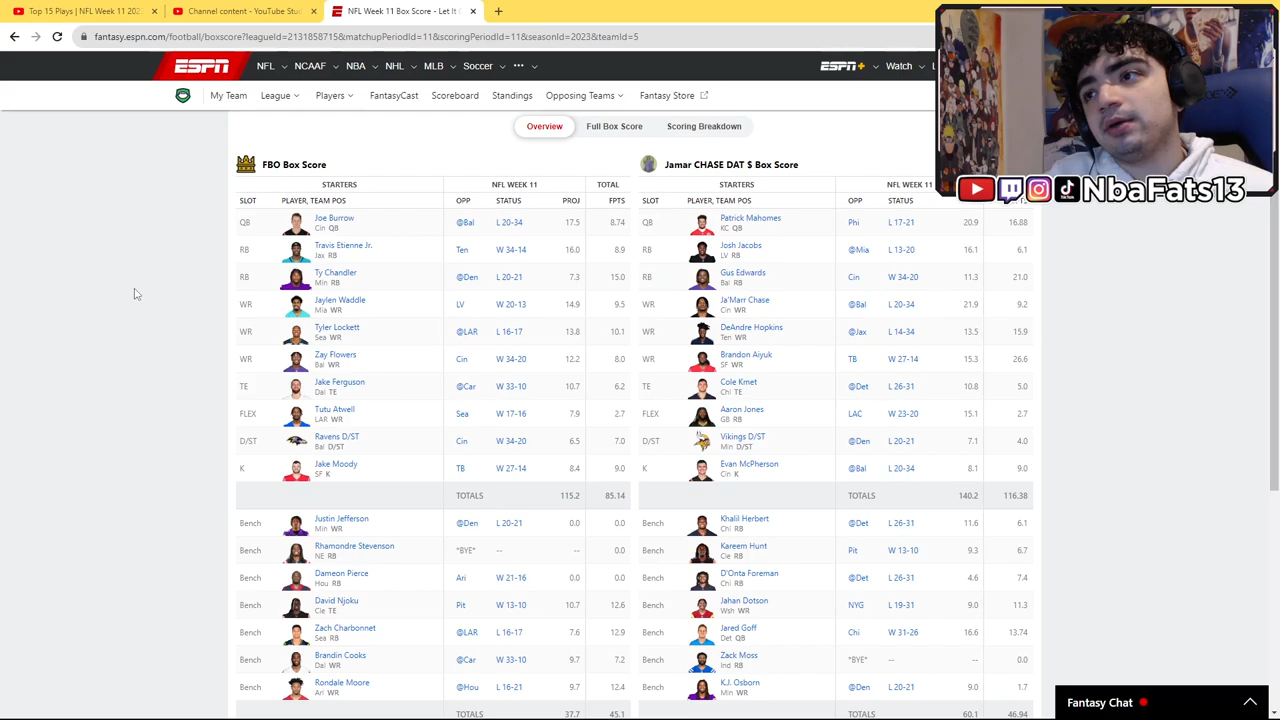 Top 15 Plays | NFL Week 11 202
Channel content - YouTube Stud
NFL Week 11 Box Score - Let It G
fantasy.espn.com/football/boxscore?leagueId=2131858715&matchupPeriodId=11&scoringPeriodId=11&seasonId=2023&teamId=5
ESPN NFL NCAAF NBA NHL MLB Soccer ••• ESPN+ Watch L
My Team League Players FantasyCast Scoreboard Standings Opposing Teams Fantasy Store
NbaFats13
Overview Full Box Score Scoring Breakdown
FBO Box Score
STARTERS NFL WEEK 11 TOTAL
SLOT PLAYER, TEAM POS OPP STATUS PROJ FPTS
QB Joe Burrow @Bal L 20-34 17.5 8.74
Cin QB
RB Travis Etienne Jr. Ten W 34-14 16.0 8.9
Jax RB
RB Ty Chandler @Den L 20-21 7.3 15.0
Min RB
WR Jaylen Waddle LV W 20-13 14.9 9.5
Mia WR
WR Tyler Lockett @LAR L 16-17 13.8 10.1
Sea WR
WR Zay Flowers Cin W 34-20 12.2 8.0
Bal WR
TE Jake Ferguson @Car W 33-10 10.7 6.2
Dal TE
FLEX Tutu Atwell Sea W 17-16 7.9 2.7
LAR WR
D/ST Ravens D/ST Cin W 34-20 6.5 7.0
Bal D/ST
K Jake Moody TB W 27-14 8.4 9.0
SF K
TOTALS 115.2 85.14
Bench Justin Jefferson @Den L 20-21 0.0 0.0
Min WR
Bench Rhamondre Stevenson *BYE* -- -- 0.0
NE RB
Bench Dameon Pierce Ari W 21-16 0.0 0.0
Hou RB
Bench David Njoku Pit W 13-10 10.7 12.6
Cle TE
Bench Zach Charbonnet @LAR L 16-17 7.6 12.9
Sea RB
Bench Brandin Cooks @Car W 33-10 9.7 7.2
Dal WR
Bench Rondale Moore @Hou L 16-21 9.7 12.4
Ari WR
TOTALS 37.7 45.1
Jamar CHASE DAT $ Box Score
STARTERS NFL WEEK 11
SLOT PLAYER, TEAM POS OPP STATUS
QB Patrick Mahomes Phi L 17-21 20.9 16.88
KC QB
RB Josh Jacobs @Mia L 13-20 16.1 6.1
LV RB
RB Gus Edwards Cin W 34-20 11.3 21.0
Bal RB
WR Ja'Marr Chase @Bal L 20-34 21.9 9.2
Cin WR
WR DeAndre Hopkins @Jax L 14-34 13.5 15.9
Ten WR
WR Brandon Aiyuk TB W 27-14 15.3 26.6
SF WR
TE Cole Kmet @Det L 26-31 10.8 5.0
Chi TE
FLEX Aaron Jones LAC W 23-20 15.1 2.7
GB RB
D/ST Vikings D/ST @Den L 20-21 7.1 4.0
Min D/ST
K Evan McPherson @Bal L 20-34 8.1 9.0
Cin K
TOTALS 140.2 116.38
Bench Khalil Herbert @Det L 26-31 11.6 6.1
Chi RB
Bench Kareem Hunt Pit W 13-10 9.3 6.7
Cle RB
Bench D'Onta Foreman @Det L 26-31 4.6 7.4
Chi RB
Bench Jahan Dotson NYG L 19-31 9.0 11.3
Wsh WR
Bench Jared Goff Chi W 31-26 16.6 13.74
Det QB
Bench Zack Moss *BYE* -- -- 0.0
Ind RB
Bench K.J. Osborn @Den L 20-21 9.0 1.7
Min WR
TOTALS 60.1 46.94
Fantasy Chat